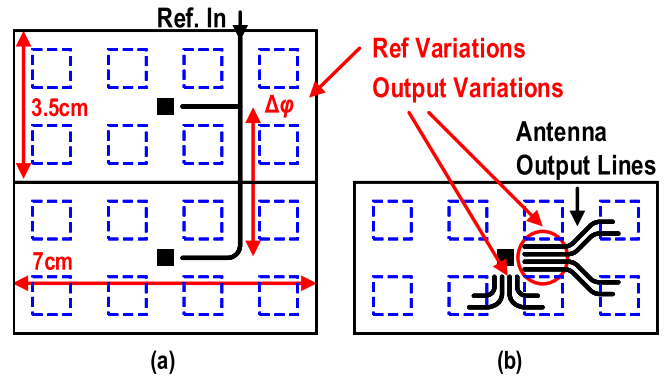 Ref. In
Ref Variations
Output Variations
3.5cm
Δφ
Antenna
Output Lines
7cm
(a)
(b)